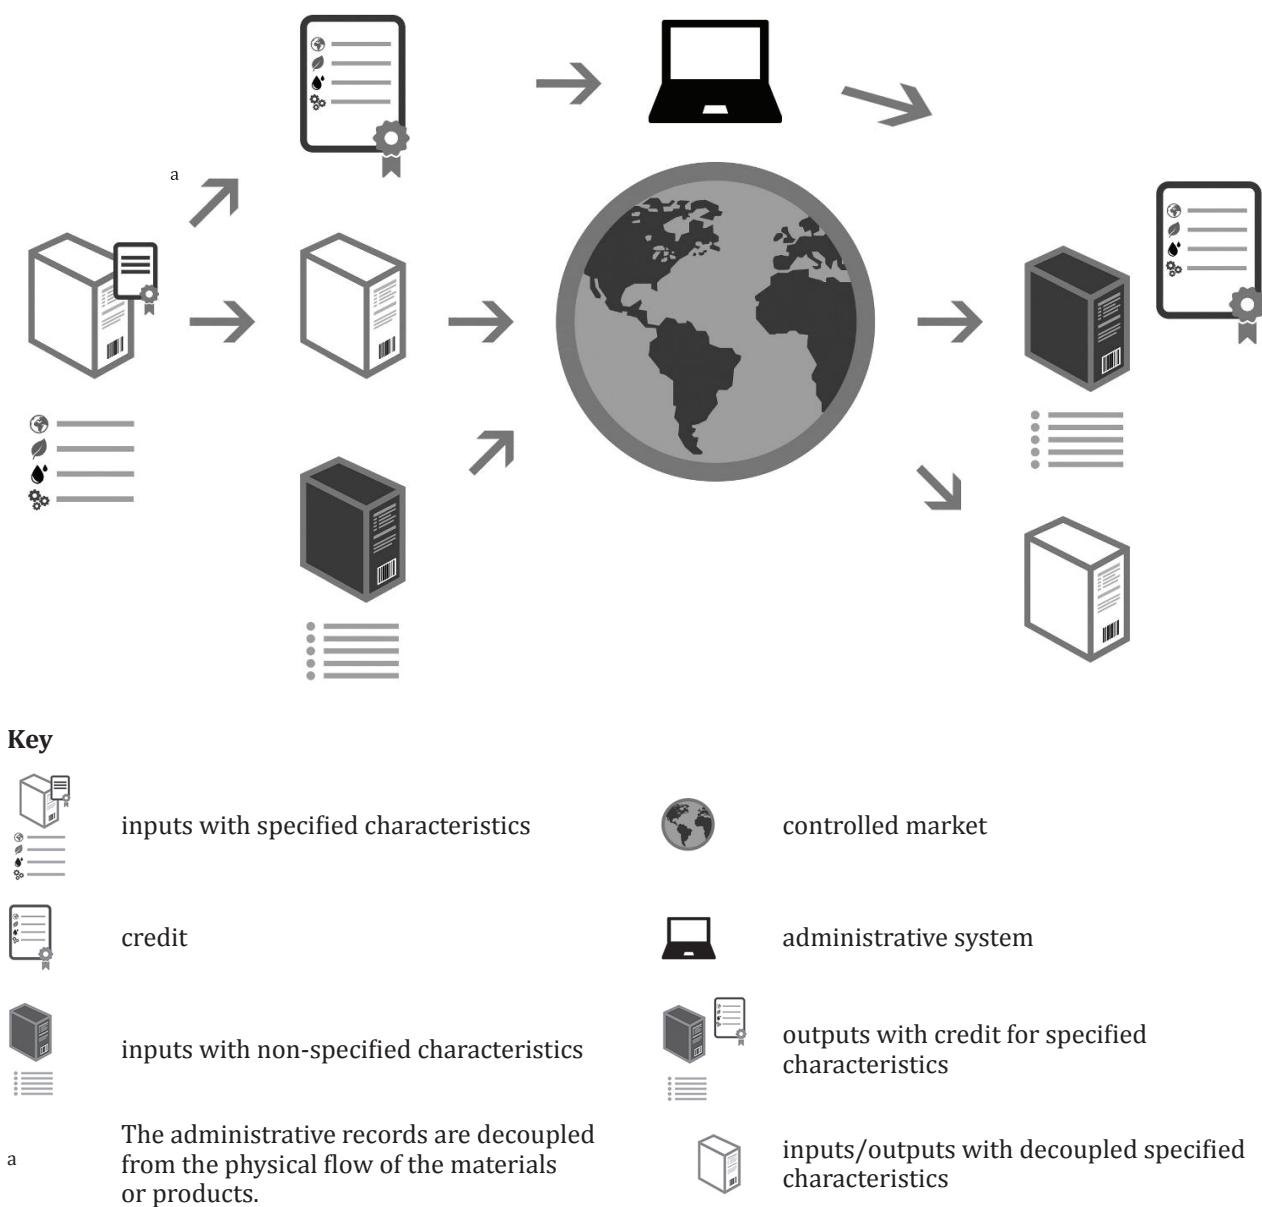 a
Key
inputs with specified characteristics
controlled market
credit
administrative system
inputs with non-specified characteristics
outputs with credit for specified
characteristics
a
The administrative records are decoupled
from the physical flow of the materials
or products.
inputs/outputs with decoupled specified
characteristics